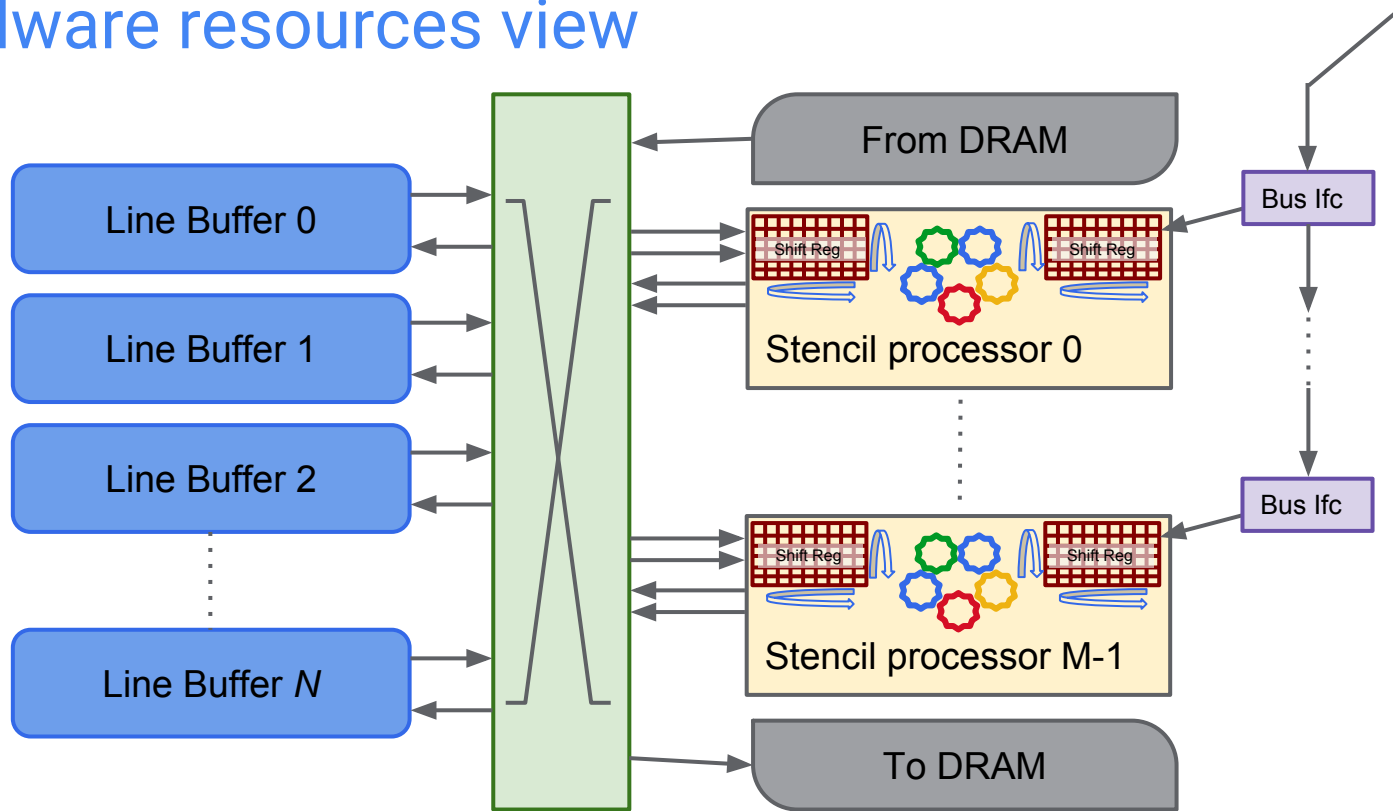 lware resources view
From DRAM
Bus Ifc
Line Buffer 0
Shift Reg
Shift Reg
Stencil processor 0
Line Buffer 1
Line Buffer 2
Bus Ifc
Shift Reg
Shift Reg
Stencil processor M-1
Line Buffer N
To DRAM